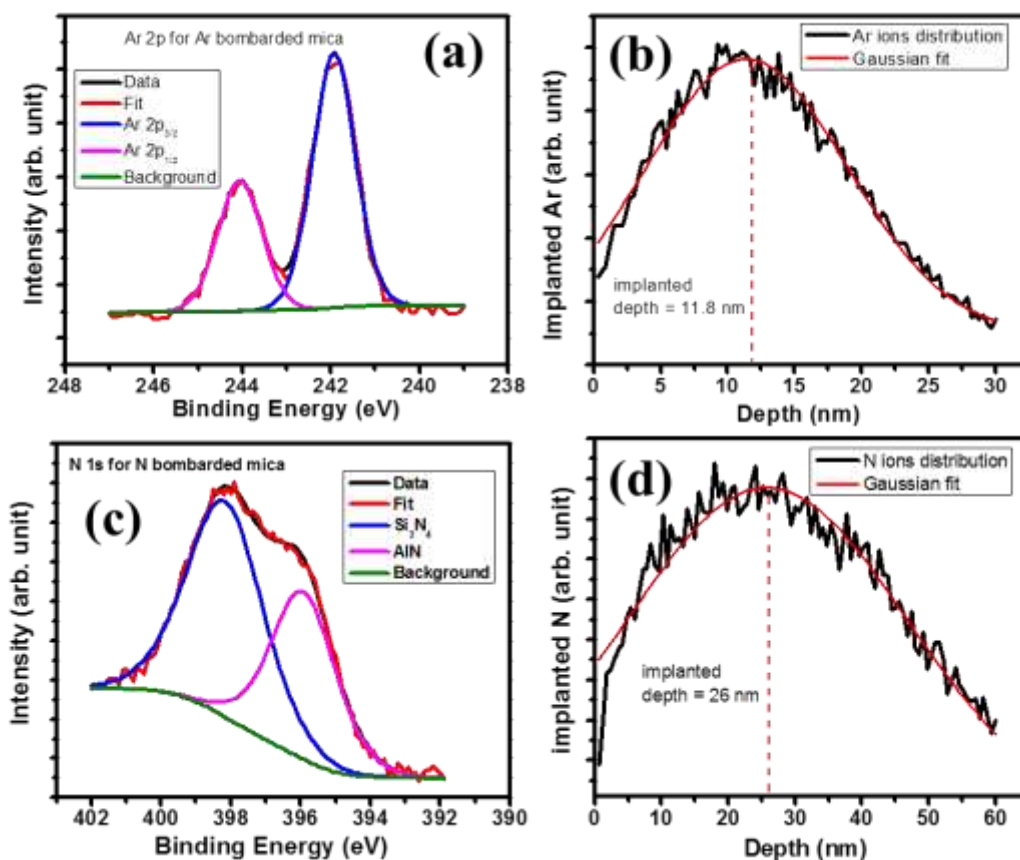 Ar 2p for Ar bombarded mica
(a)
Data
Fit
Ar 2p3/2
Ar 2p1/2
Background
Intensity (arb. unit)
248 246 244 242 240 238
Binding Energy (eV)
(b)
Ar ions distribution
Gaussian fit
implanted
depth = 11.8 nm
Implanted Ar (arb. unit)
0 5 10 15 20 25 30
Depth (nm)
N 1s for N bombarded mica
(c)
Data
Fit
Si3N4
AlN
Background
Intensity (arb. unit)
402 400 398 396 394 392 390
Binding Energy (eV)
(d)
N ions distribution
Gaussian fit
implanted
depth = 26 nm
implanted N (arb. unit)
0 10 20 30 40 50 60
Depth (nm)